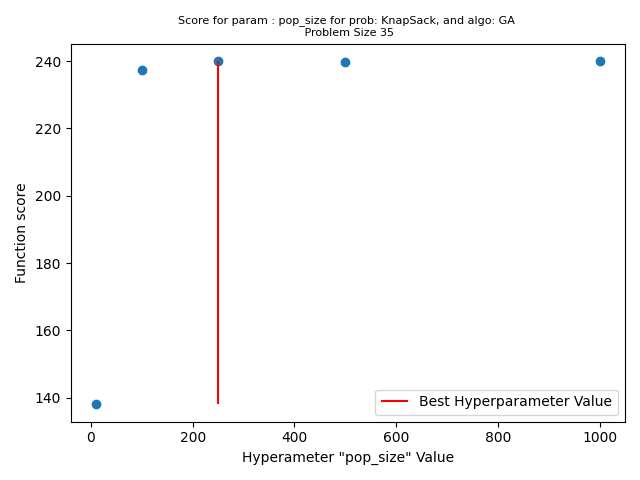 Score for param : pop_size for prob: KnapSack, and algo: GA
Problem Size 35
240
220
200
180
160
140
Function score
0 200 400 600 800 1000
Hyperameter "pop_size" Value
Best Hyperparameter Value